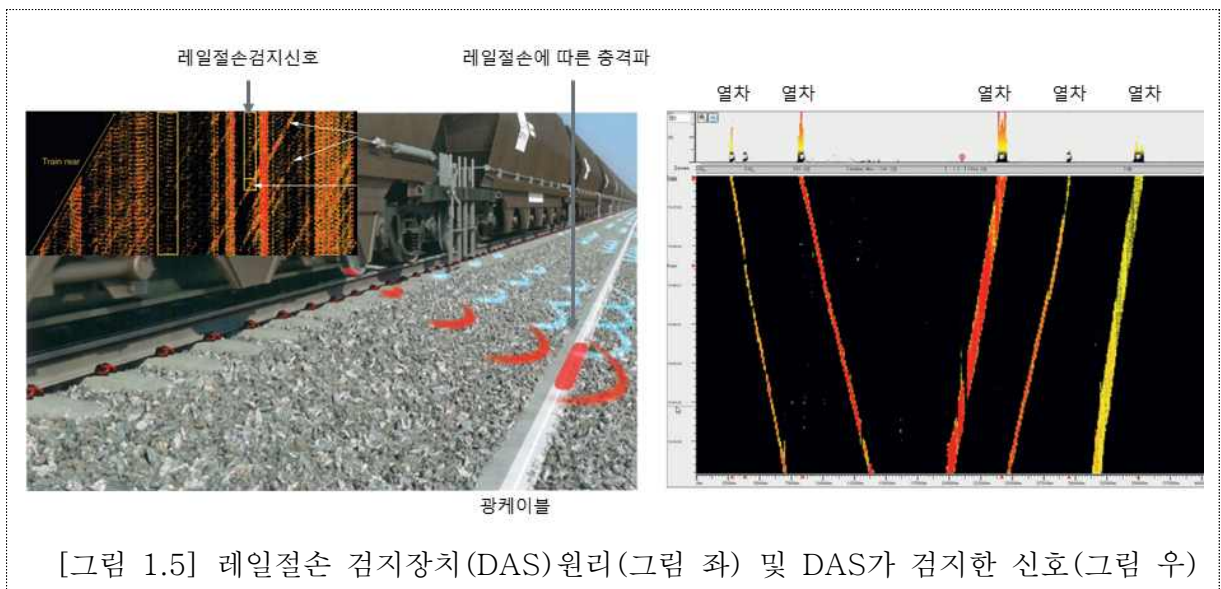 레일절손검지신호
레일절손에 따른 충격파
열차 열차 열차 열차 열차
Train rear
광케이블
[그림 1.5] 레일절손 검지장치(DAS)원리(그림 좌) 및 DAS가 검지한 신호(그림 우)